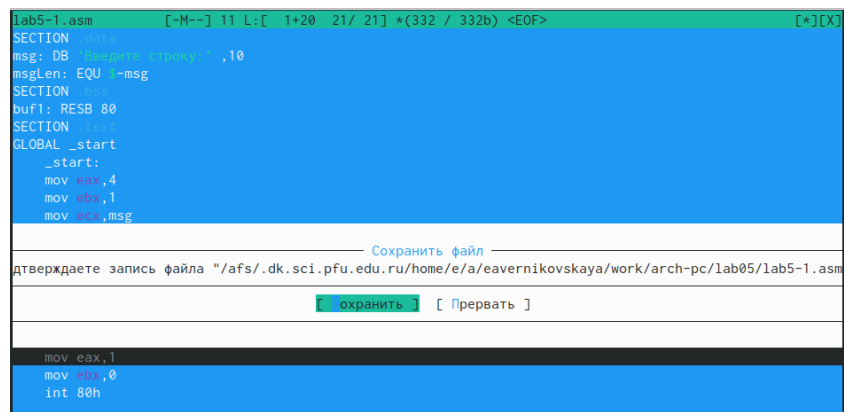 lab5-1.asm [-M--] 11 L:[ 1+20 21/ 21] *(332 / 332b) <EOF> [*][X]
SECTION .data
msg: DB 'Введите строку:' ,10
msgLen: EQU $-msg
SECTION .bss
buf1: RESB 80
SECTION .text
GLOBAL _start
_start:
mov eax,4
mov ebx,1
mov ecx,msg
Сохранить файл
дтверждаете запись файла "/afs/.dk.sci.pfu.edu.ru/home/e/a/eavernikovskaya/work/arch-pc/lab05/lab5-1.asm
[ охранить ] [ Прервать ]
mov eax,1
mov ebx,0
int 80h